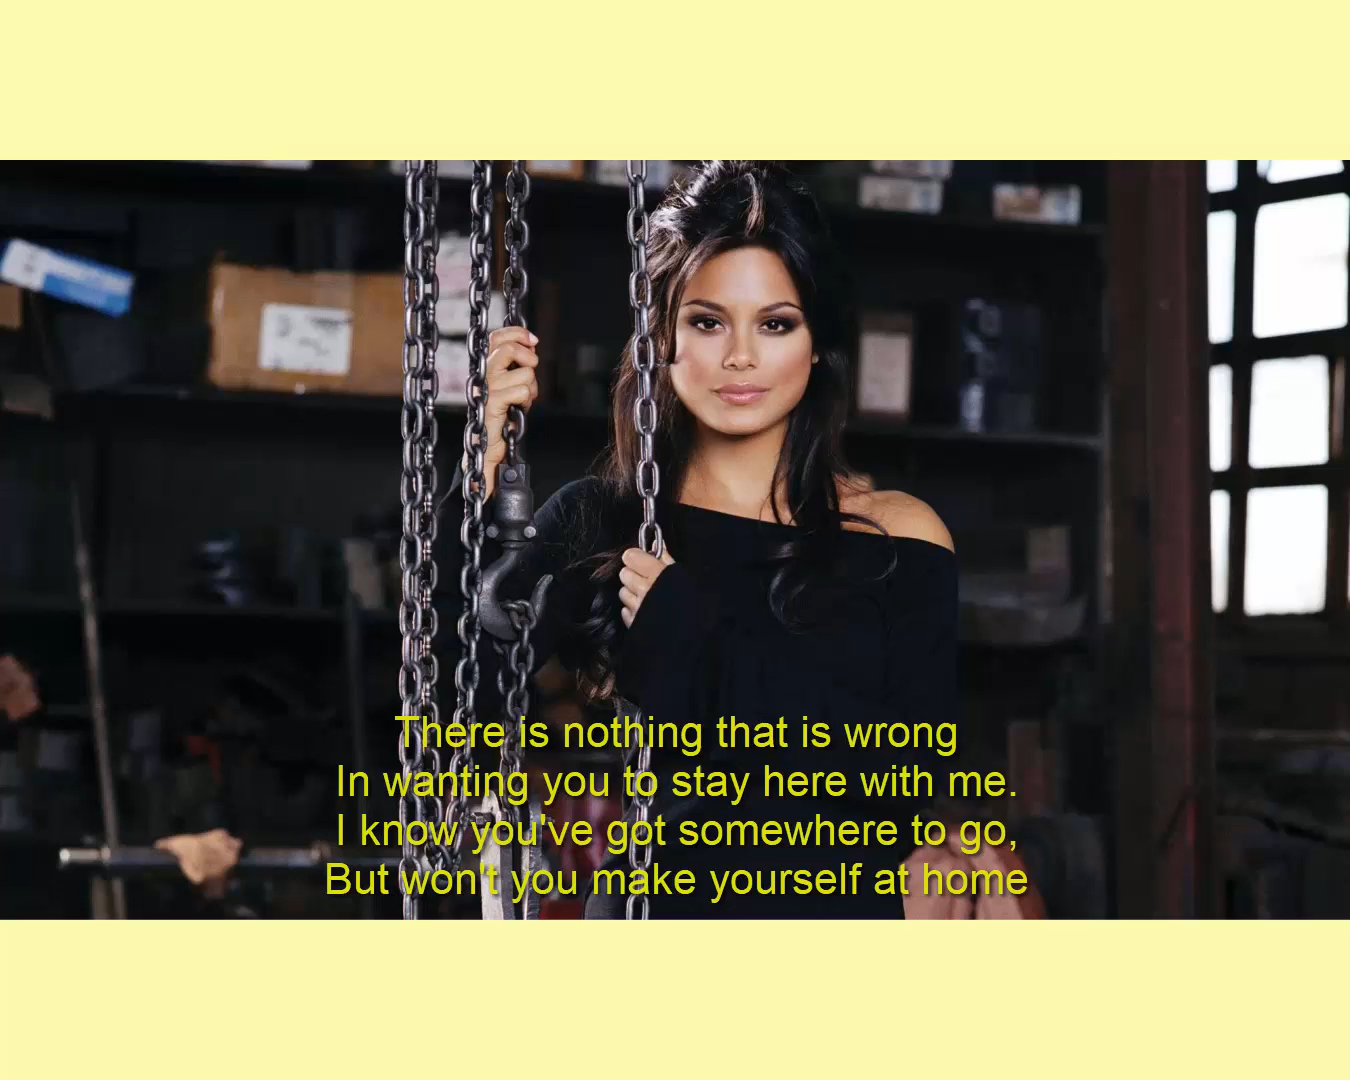 There is nothing that is wrong
In wanting you to stay here with me.
I know you've got somewhere to go,
But won't you make yourself at home